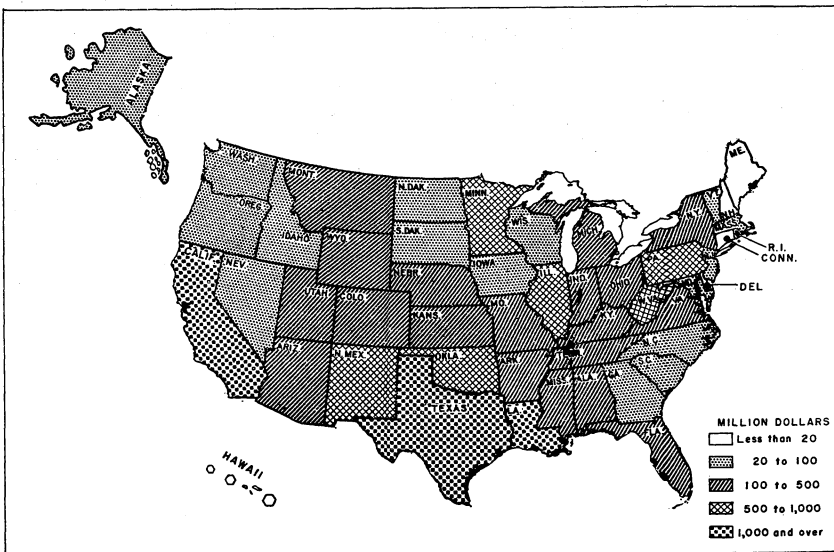 ALASKA
WASH.
MONT.
N.DAK.
MINN.
ME.
OREG.
IDAHO
WYO.
S.DAK.
WIS.
MICH.
N.Y.
VT.
N.H.
R.I.
CONN.
CALIF.
NEV.
UTAH
COLO.
NEBR.
IOWA
ILL.
IND.
OHIO
PA.
DEL
KANS.
MO.
KY.
W.VA.
VA.
ARIZ.
N.MEX.
OKLA.
ARK.
TENN.
N.C.
S.C.
TEXAS
LA.
MISS.
ALA.
GA.
FLA.
HAWAII
MILLION DOLLARS
Less than 20
20 to 100
100 to 500
500 to 1,000
1,000 and over